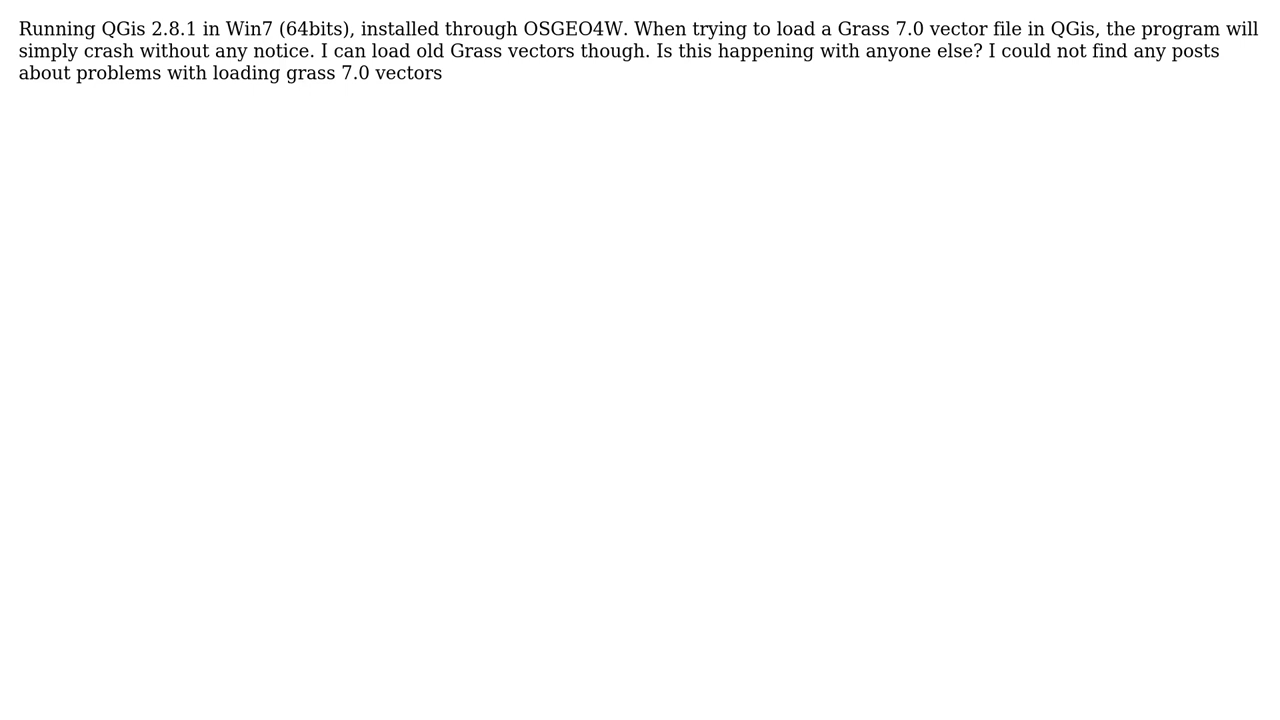 Running QGis 2.8.1 in Win7 (64bits), installed through OSGEO4W. When trying to load a Grass 7.0 vector file in QGis, the program will
simply crash without any notice. I can load old Grass vectors though. Is this happening with anyone else? I could not find any posts
about problems with loading grass 7.0 vectors